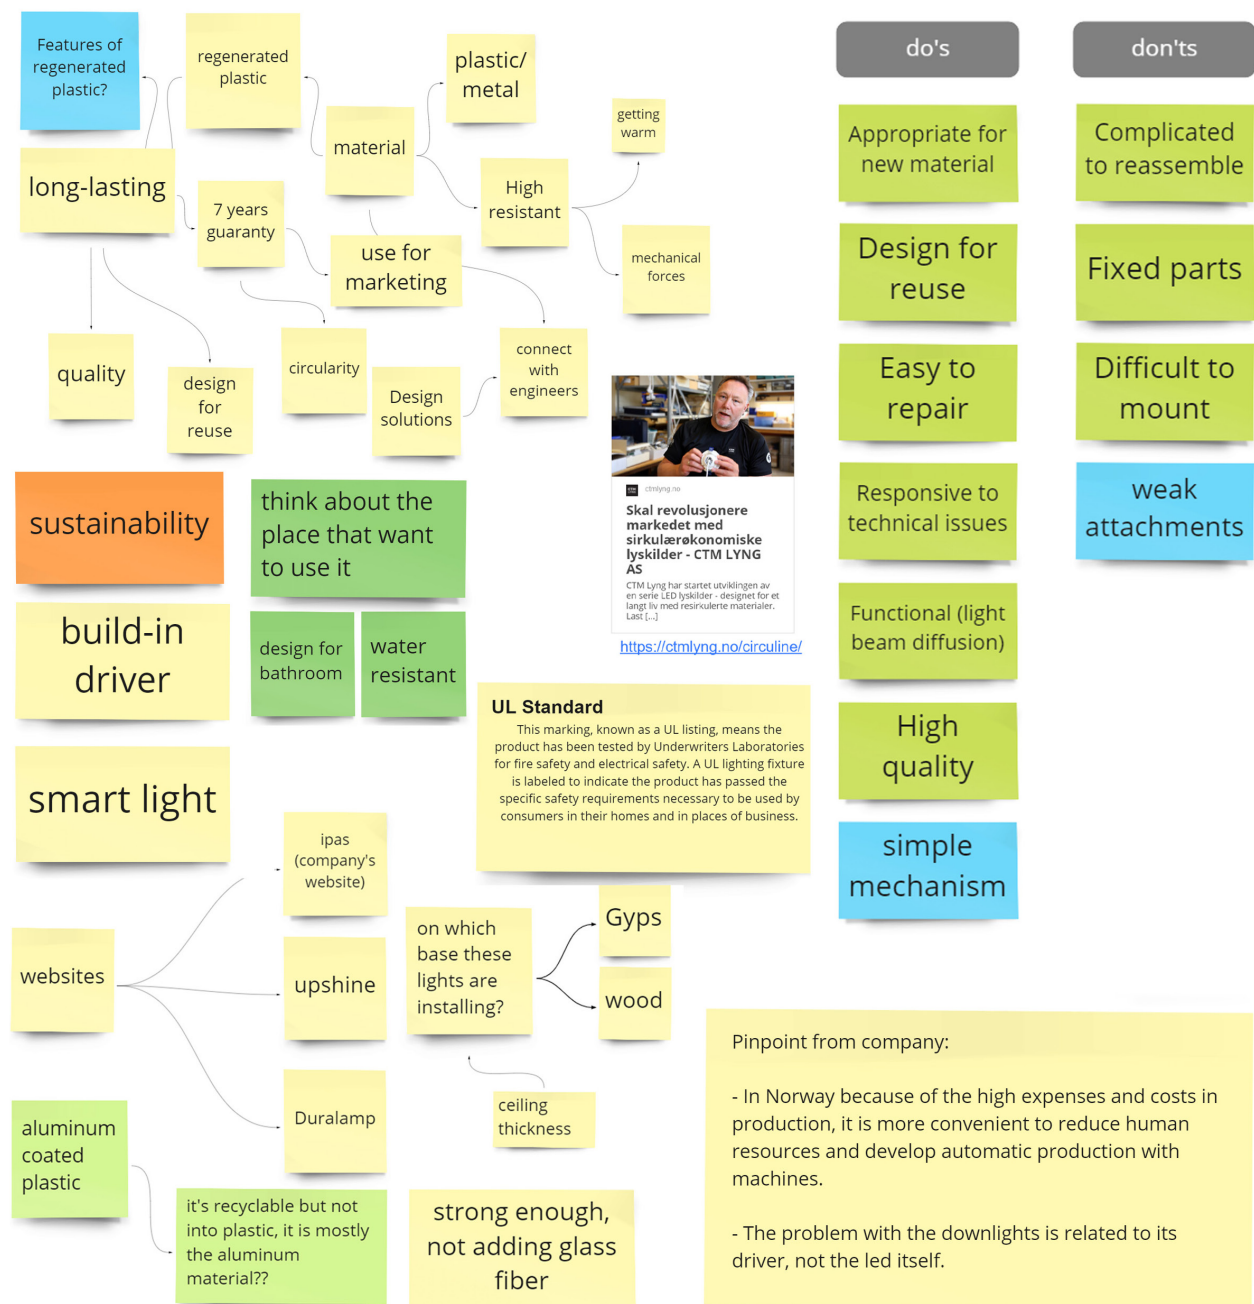 Features of
regenerated
plastic?
regenerated
plastic
plastic/
metal
material
getting
warm
long-lasting
7 years
guaranty
High
resistant
use for
marketing
mechanical
forces
quality
design
for
reuse
circularity
Design
solutions
connect
with
engineers
do's
Appropriate for
new material
Design for
reuse
Easy to
repair
Responsive to
technical issues
Functional (light
beam diffusion)
High
quality
simple
mechanism
don'ts
Complicated
to reassemble
Fixed parts
Difficult to
mount
weak
attachments
ctmlyng.no
Skal revolusjonere
markedet med
sirkulærøkonomiske
lyskilder - CTM LYNG
AS
CTM Lyng har startet utviklingen av
en serie LED lyskilder - designet for et
langt liv med resirkulerte materialer.
Last [...]
https://ctmlyng.no/circuline/
sustainability
think about the
place that want
to use it
build-in
driver
design for
bathroom
water
resistant
smart light
UL Standard
This marking, known as a UL listing, means the
product has been tested by Underwriters Laboratories
for fire safety and electrical safety. A UL lighting fixture
is labeled to indicate the product has passed the
specific safety requirements necessary to be used by
consumers in their homes and in places of business.
websites
ipas
(company's
website)
upshine
Duralamp
on which
base these
lights are
installing?
Gyps
wood
ceiling
thickness
aluminum
coated
plastic
it's recyclable but not
into plastic, it is mostly
the aluminum
material??
strong enough,
not adding glass
fiber
Pinpoint from company:
- In Norway because of the high expenses and costs in
production, it is more convenient to reduce human
resources and develop automatic production with
machines.
- The problem with the downlights is related to its
driver, not the led itself.